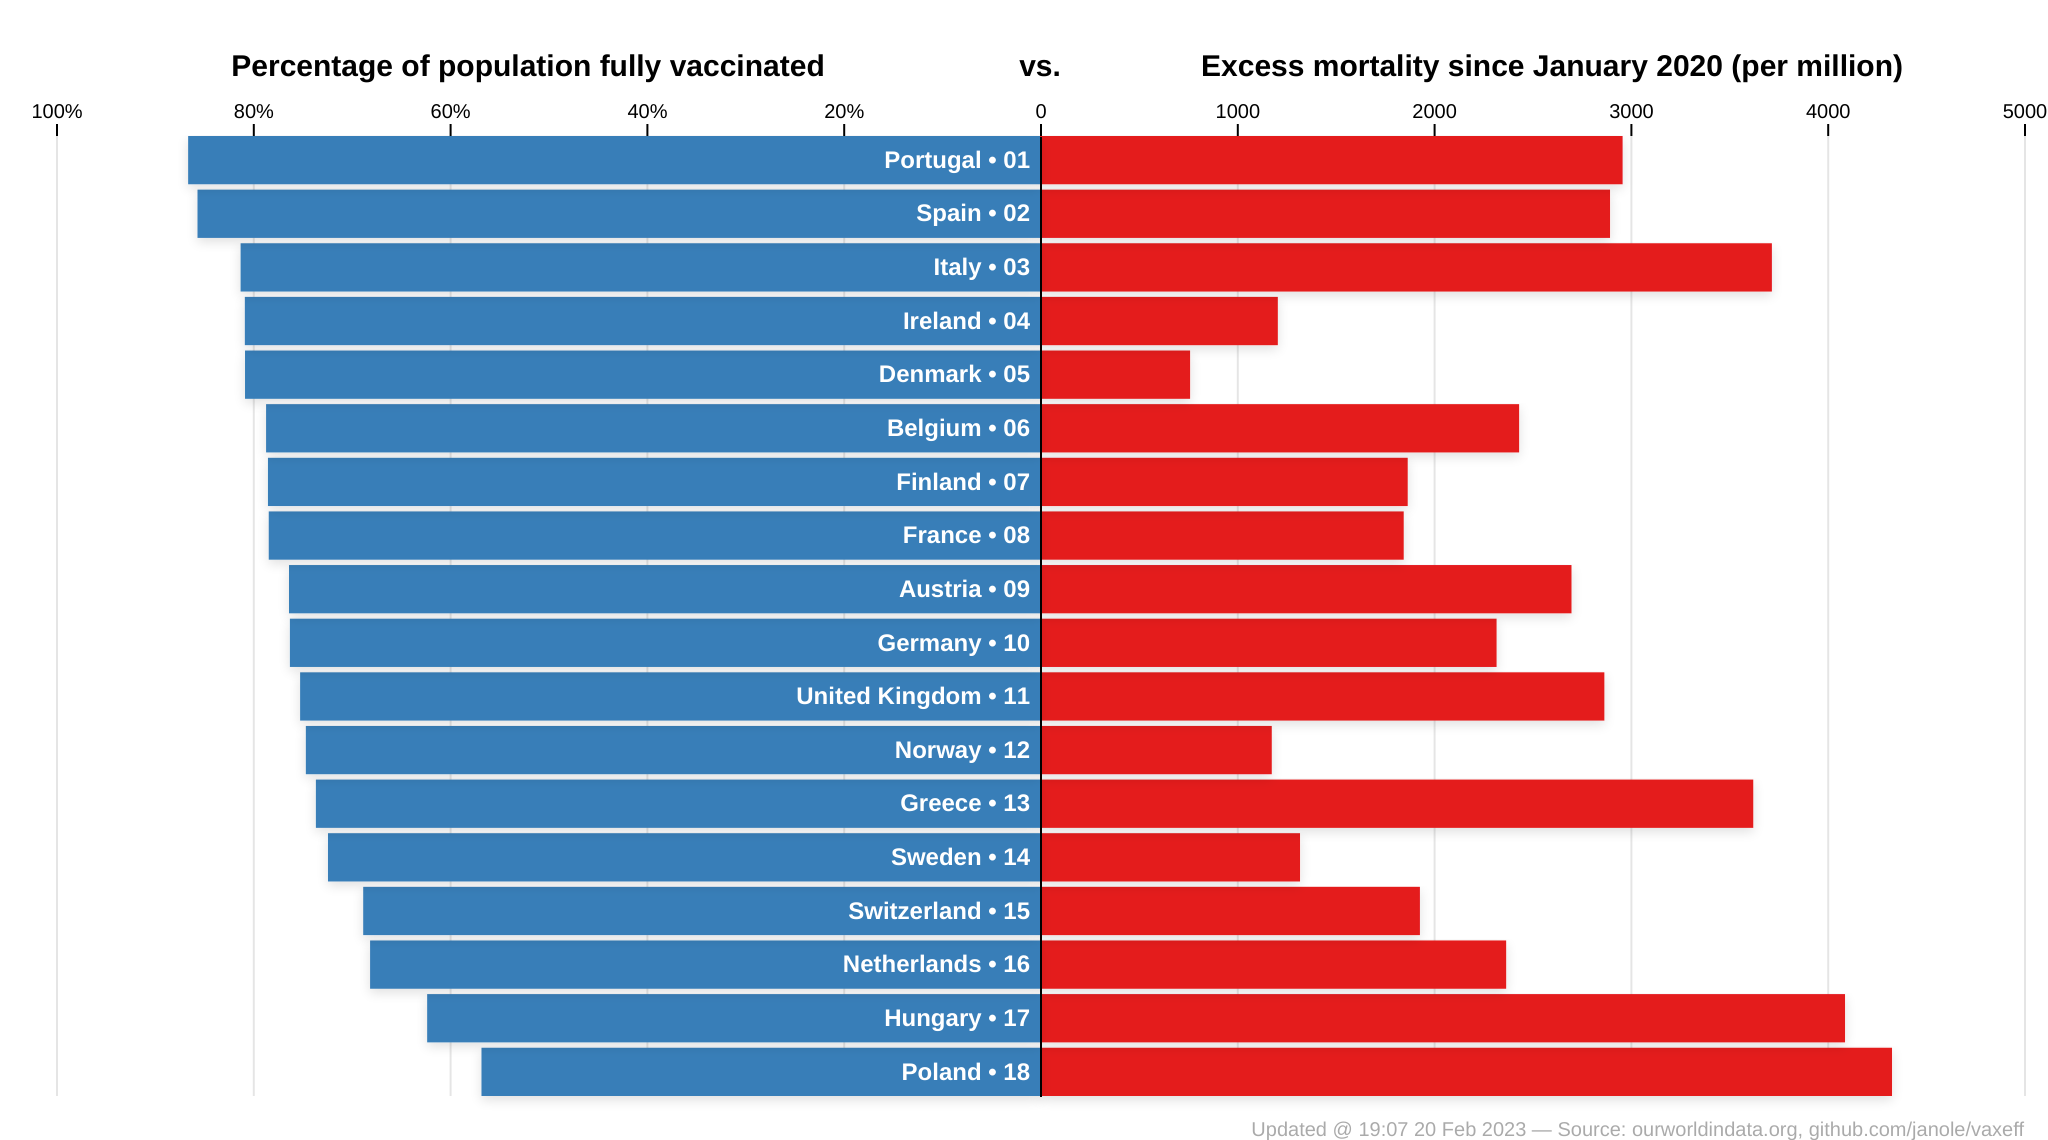 Percentage of population fully vaccinated vs. Excess mortality since January 2020 (per million)
100% 80% 60% 40% 20% 0 1000 2000 3000 4000 5000
Portugal • 01
Spain • 02
Italy • 03
Ireland • 04
Denmark • 05
Belgium • 06
Finland • 07
France • 08
Austria • 09
Germany • 10
United Kingdom • 11
Norway • 12
Greece • 13
Sweden • 14
Switzerland • 15
Netherlands • 16
Hungary • 17
Poland • 18
Updated @ 19:07 20 Feb 2023 — Source: ourworldindata.org, github.com/janole/vaxeff